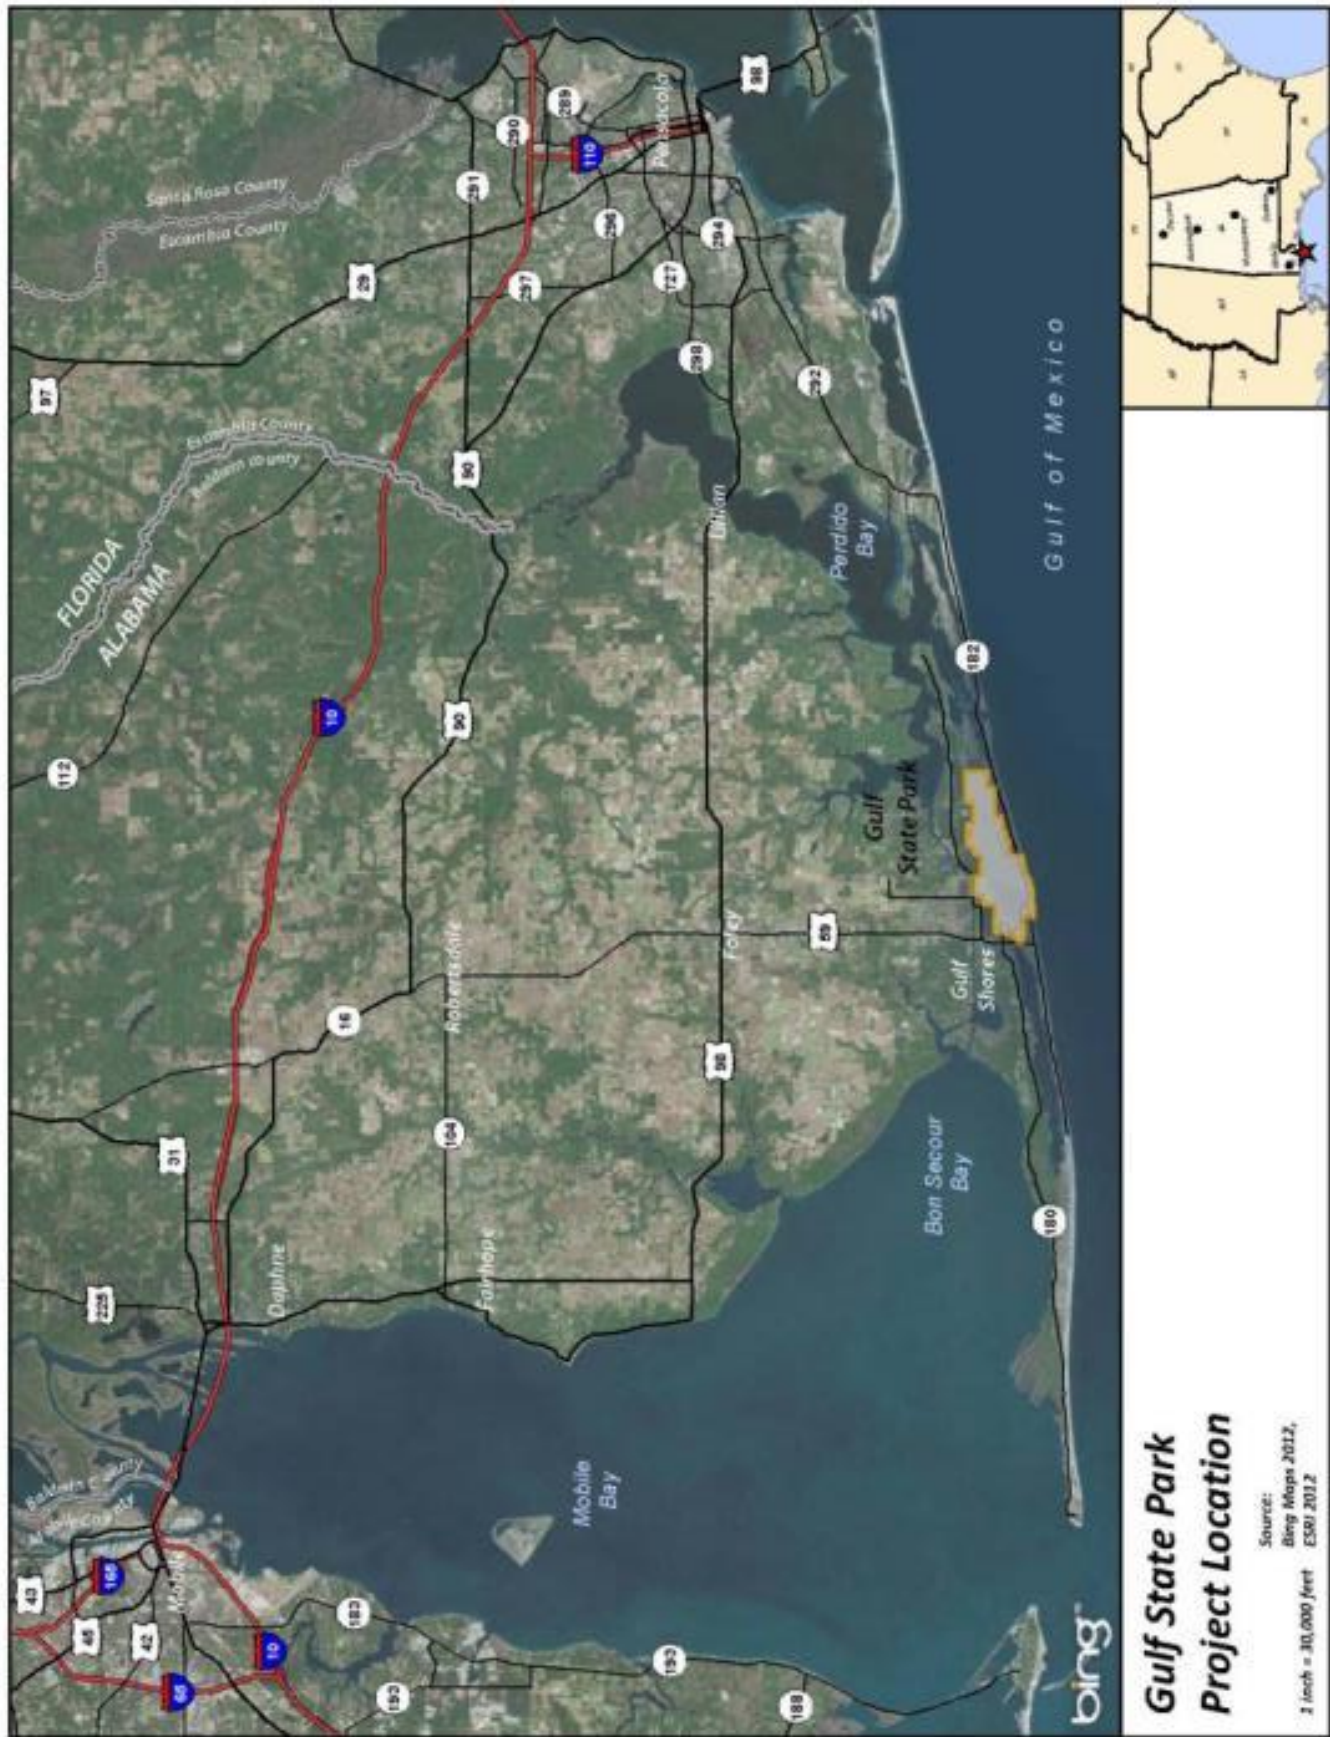 43
165
45
42
65
10
Mobile
Mobile County
Baldwin County
225
31
Daphne
112
FLORIDA
ALABAMA
10
Escambia County
Baldwin County
97
29
Santa Rosa County
Escambia County
291
290
289
110
Pensacola
98
297
296
90
727
294
298
292
16
90
Robertsdale
104
Fairhope
183
193
193
188
Mobile
Bay
98
Foley
Lillian
Perdido
Bay
59
Gulf
State Park
Gulf
Shores
182
Bon Secour
Bay
180
Gulf of Mexico
bing
Gulf State Park
Project Location
Source:
Bing Maps 2012,
1 inch = 30,000 feet ESRI 2012